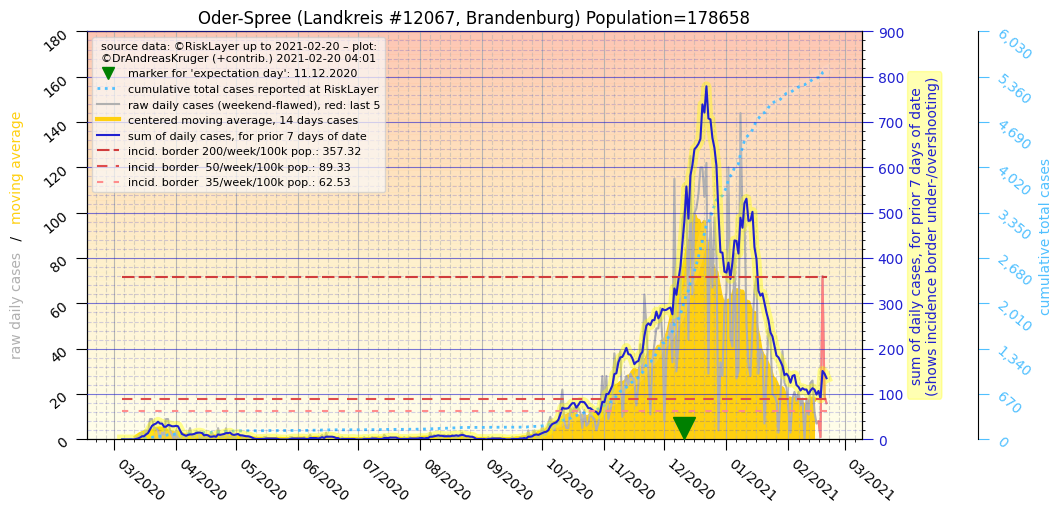 Oder-Spree (Landkreis #12067, Brandenburg) Population=178658
source data: ©RiskLayer up to 2021-02-20 – plot:
©DrAndreasKruger (+contrib.) 2021-02-20 04:01
marker for 'expectation day': 11.12.2020
cumulative total cases reported at RiskLayer
raw daily cases (weekend-flawed), red: last 5
centered moving average, 14 days cases
sum of daily cases, for prior 7 days of date
incid. border 200/week/100k pop.: 357.32
incid. border  50/week/100k pop.: 89.33
incid. border  35/week/100k pop.: 62.53
raw daily cases / moving average
180
160
140
120
100
80
60
40
20
0
03/2020
04/2020
05/2020
06/2020
07/2020
08/2020
09/2020
10/2020
11/2020
12/2020
01/2021
02/2021
03/2021
900
800
700
600
500
400
300
200
100
0
sum of daily cases, for prior 7 days of date
(shows incidence border under-/overshooting)
6,030
5,360
4,690
4,020
3,350
2,680
2,010
1,340
670
0
cumulative total cases